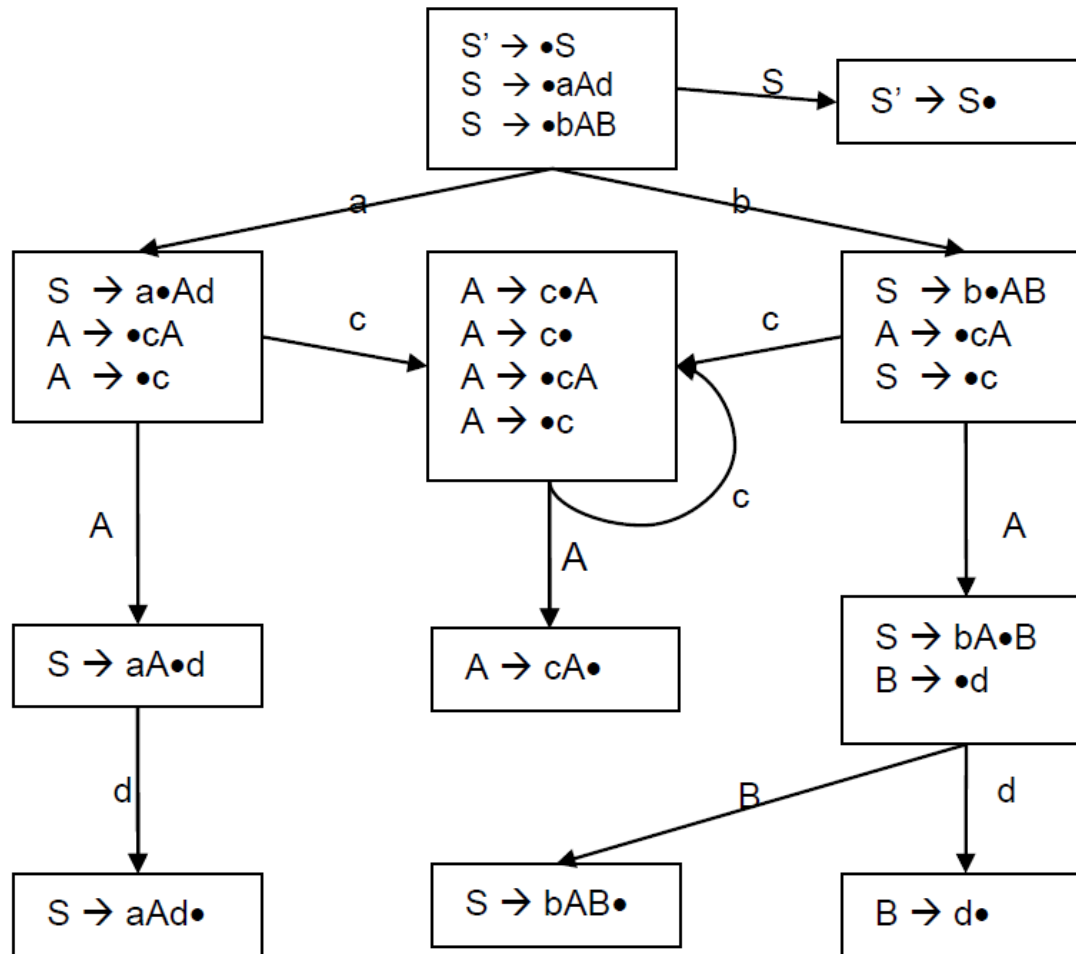 S’ → •S
S → •aAd
S → •bAB
S
S’ → S•
a
b
S → a•Ad
A → •cA
A → •c
c
A → c•A
A → c•
A → •cA
A → •c
c
S → b•AB
A → •cA
S → •c
c
A
A
A
S → aA•d
A → cA•
S → bA•B
B → •d
d
B
d
S → aAd•
S → bAB•
B → d•